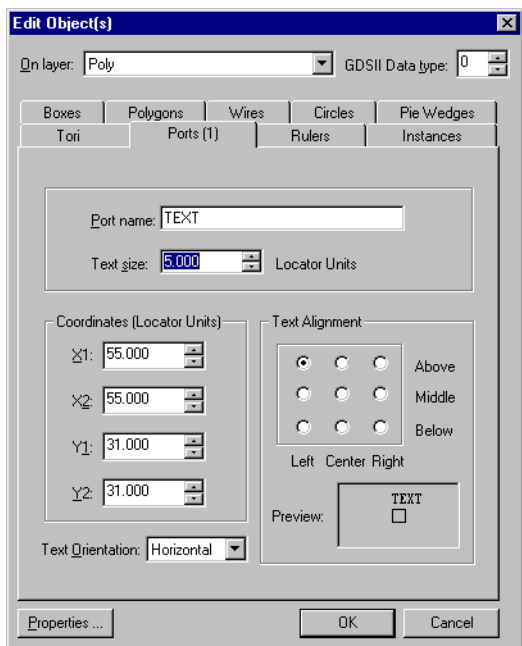 Edit Object(s)
On layer: Poly GDSII Data type: 0
Boxes Polygons Wires Circles Pie Wedges
Tori Ports (1) Rulers Instances
Port name: TEXT
Text size: 5.000 Locator Units
Coordinates (Locator Units)
X1: 55.000
X2: 55.000
Y1: 31.000
Y2: 31.000
Text Orientation: Horizontal
Text Alignment
Above
Middle
Below
Left Center Right
Preview: TEXT
Properties ... OK Cancel